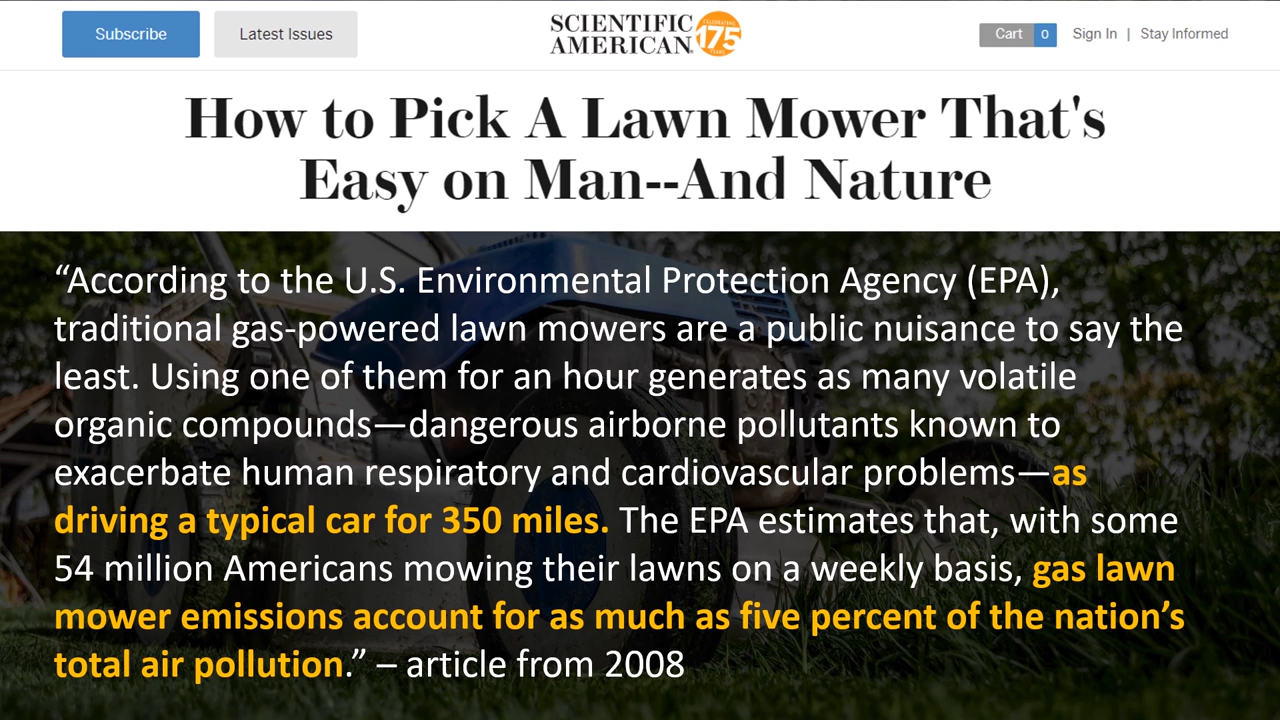 Subscribe
Latest Issues
SCIENTIFIC
AMERICAN
CELEBRATING
175
YEARS
Cart 0
Sign In | Stay Informed
How to Pick A Lawn Mower That's
Easy on Man--And Nature
“According to the U.S. Environmental Protection Agency (EPA),
traditional gas-powered lawn mowers are a public nuisance to say the
least. Using one of them for an hour generates as many volatile
organic compounds—dangerous airborne pollutants known to
exacerbate human respiratory and cardiovascular problems—as
driving a typical car for 350 miles. The EPA estimates that, with some
54 million Americans mowing their lawns on a weekly basis, gas lawn
mower emissions account for as much as five percent of the nation’s
total air pollution.” – article from 2008